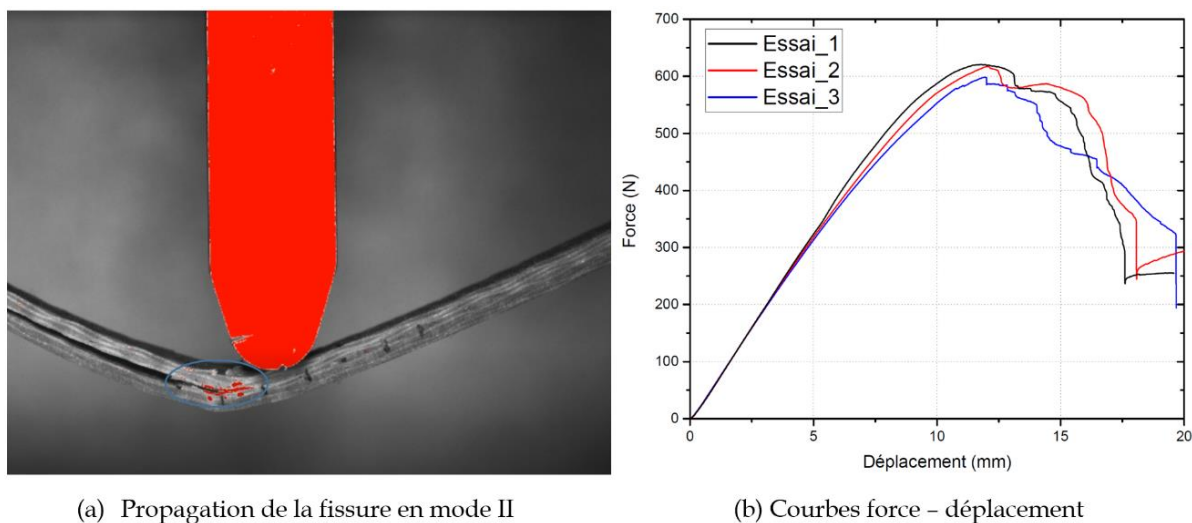 700
600
500
400
300
200
100
0
Force (N)
Essai_1
Essai_2
Essai_3
0 5 10 15 20
Déplacement (mm)
(a) Propagation de la fissure en mode II
(b) Courbes force – déplacement